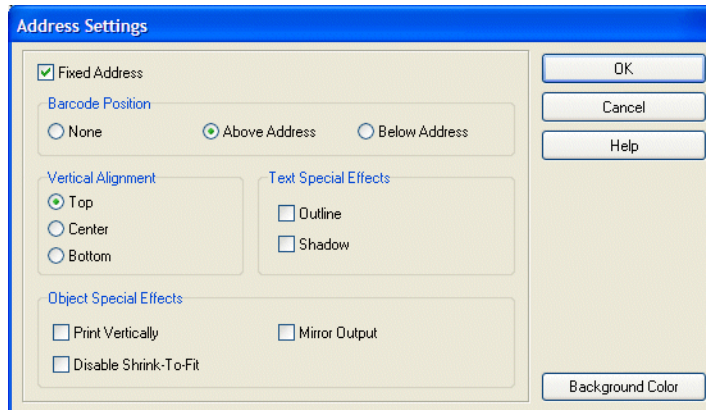 Address Settings
Fixed Address
OK
Barcode Position
Cancel
None Above Address Below Address
Help
Vertical Alignment Text Special Effects
Top
Outline
Center
Shadow
Bottom
Object Special Effects
Print Vertically Mirror Output
Disable Shrink-To-Fit
Background Color